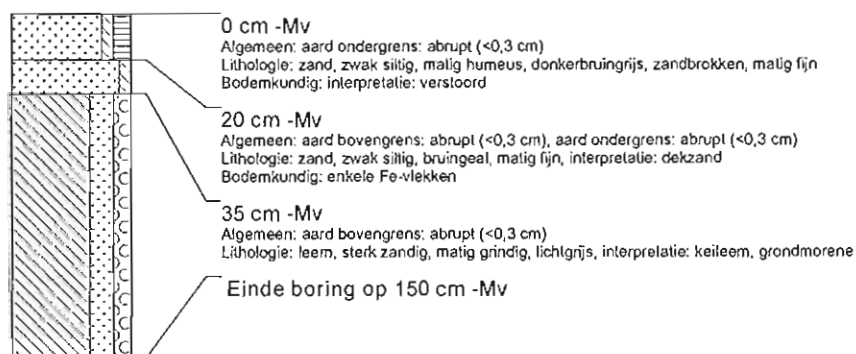 0 cm -Mv
Algemeen: aard ondergrens: abrupt (<0,3 cm)
Lithologie: zand, zwak siltig, matig humeus, donkerbruingrijs, zandbrokken, matig fijn
Bodemkundig: interpretatie: verstoord
20 cm -Mv
Algemeen: aard bovengrens: abrupt (<0,3 cm), aard ondergrens: abrupt (<0,3 cm)
Lithologie: zand, zwak siltig, bruingeal, matig fijn, interpretatie: dekzand
Bodemkundig: enkele Fe-vlekken
35 cm -Mv
Algemeen: aard bovengrens: abrupt (<0,3 cm)
Lithologie: leem, sterk zandig, matig grindig, lichtgrijs, interpretatie: keileem, grondmorene
Einde boring op 150 cm -Mv